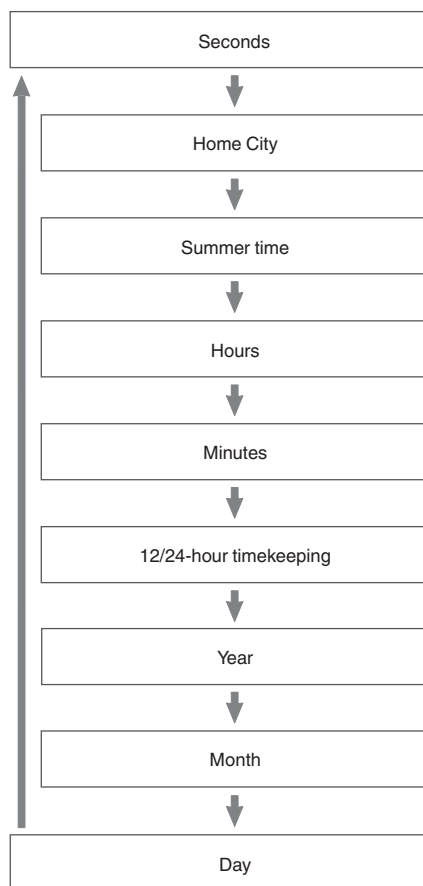 Seconds
Home City
Summer time
Hours
Minutes
12/24-hour timekeeping
Year
Month
Day